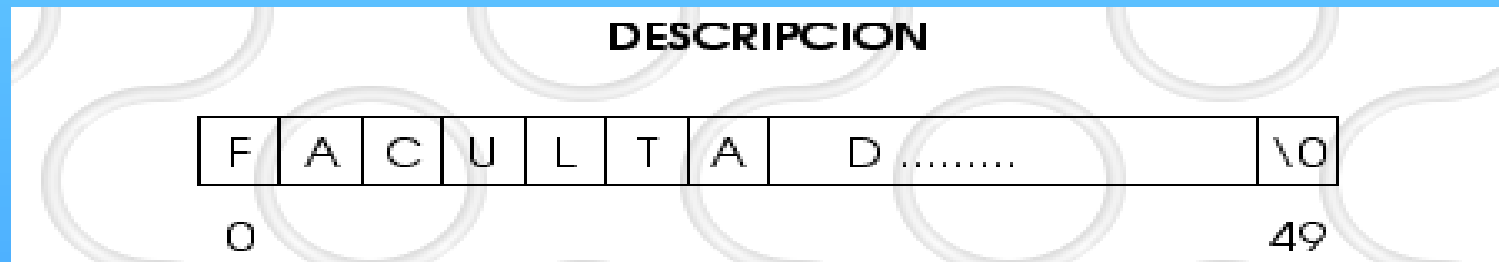 DESCRIPCION
F A C U L T A D ......... \0
0 49